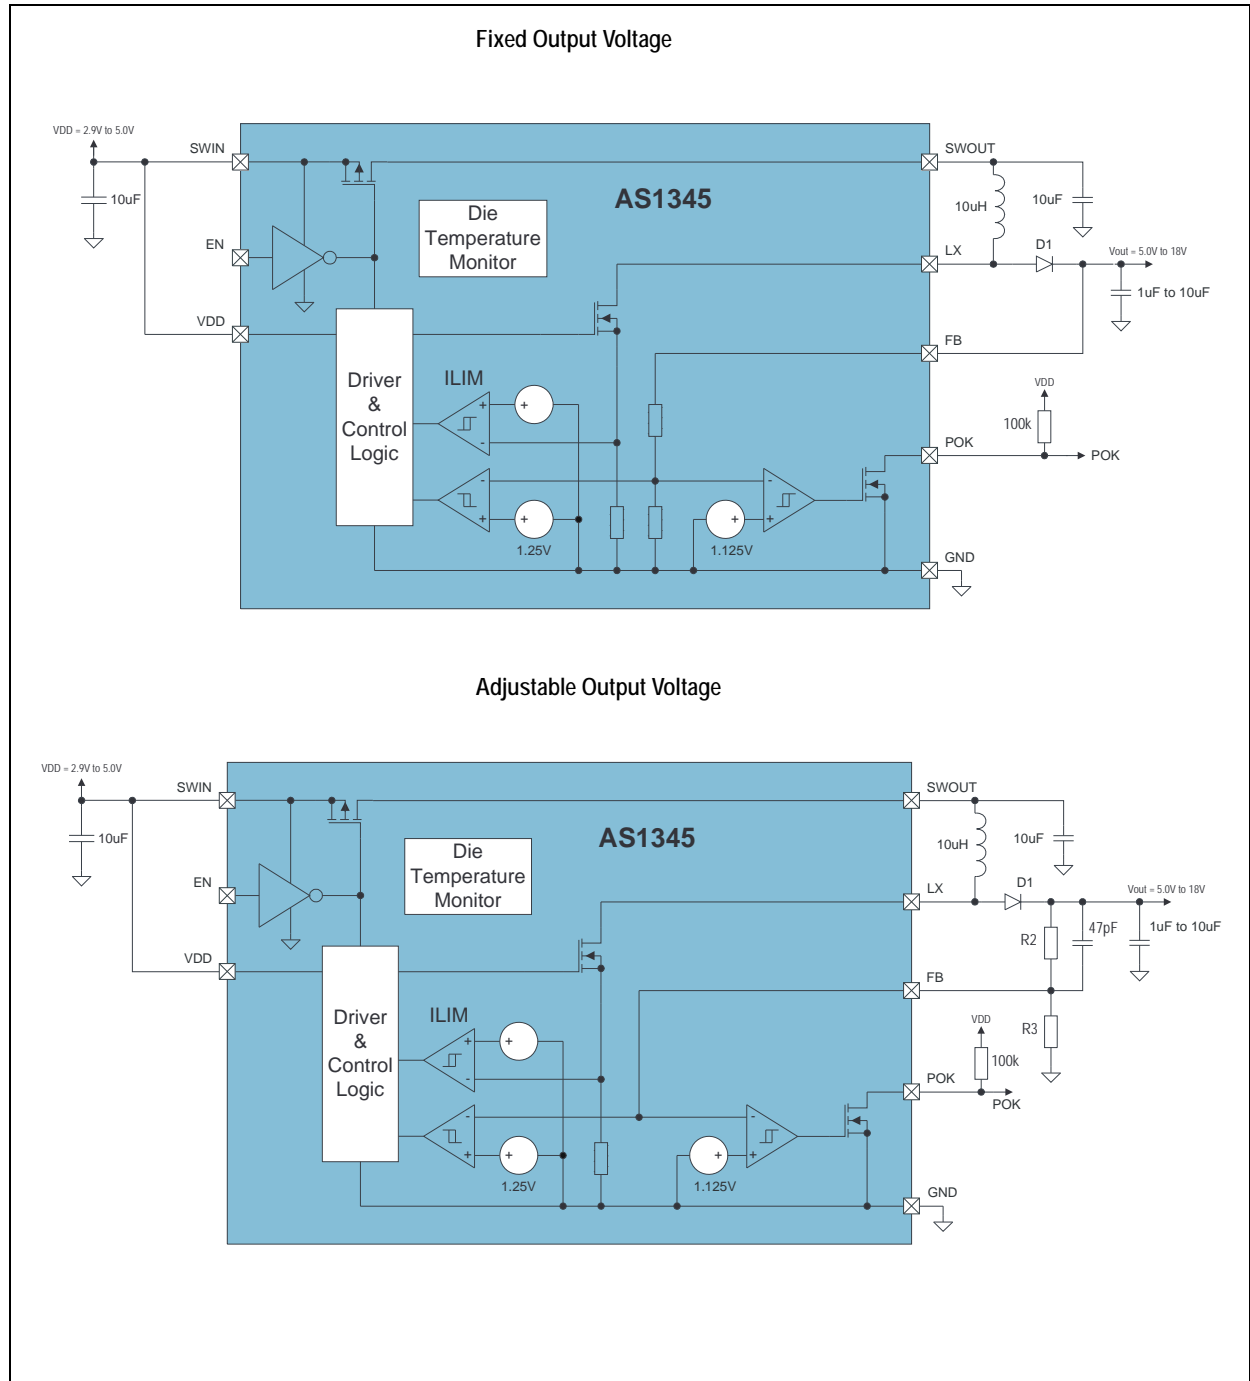 Fixed Output Voltage
VDD = 2.9V to 5.0V
SWIN
SWOUT
10uF
AS1345
10uH
10uF
Die
Temperature
Monitor
EN
LX
D1
Vout = 5.0V to 18V
1uF to 10uF
VDD
FB
Driver
&
Control
Logic
ILIM
+
+
-
VDD
100k
POK
POK
-
+
+
1.25V
-
+
+
1.125V
GND
Adjustable Output Voltage
VDD = 2.9V to 5.0V
SWIN
SWOUT
10uF
AS1345
10uH
10uF
Die
Temperature
Monitor
EN
LX
D1
Vout = 5.0V to 18V
R2
47pF
1uF to 10uF
VDD
FB
Driver
&
Control
Logic
ILIM
+
+
-
VDD
R3
100k
POK
POK
-
+
+
1.25V
-
+
+
1.125V
GND